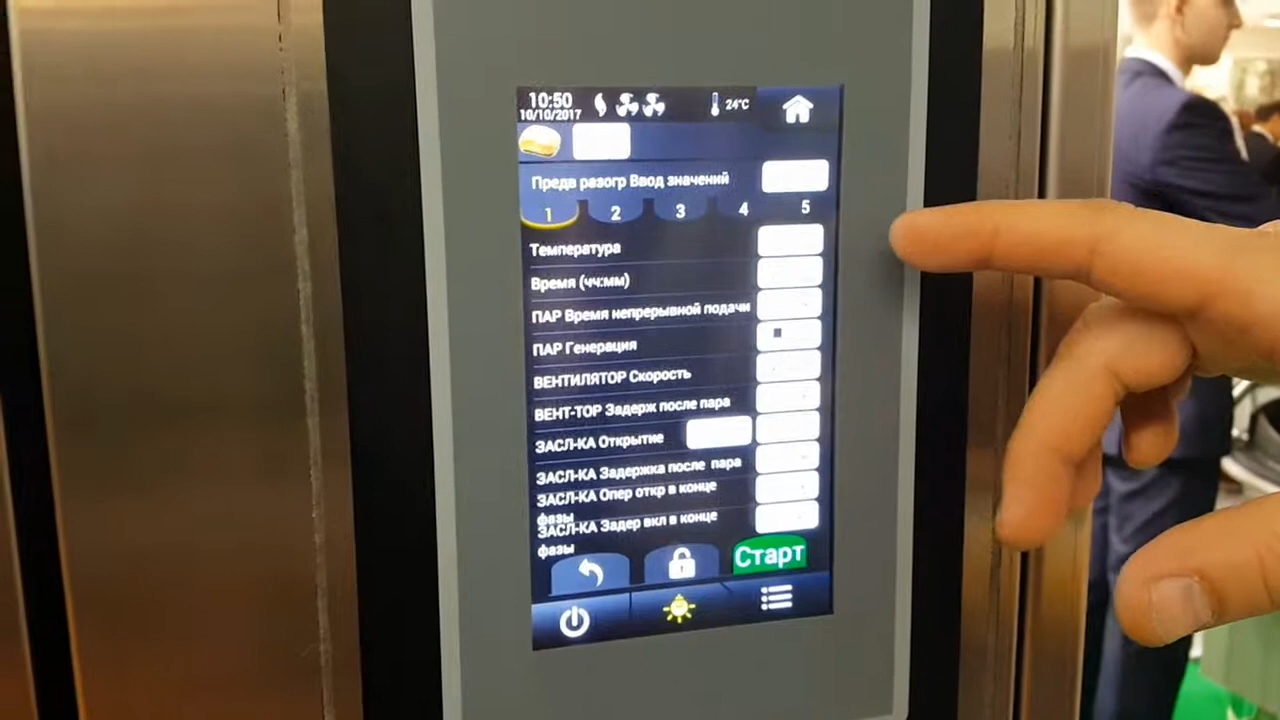 10:50
10/10/2017
24°C
Предв разогр Ввод значений
1 2 3 4 5
Температура
Время (чч:мм)
ПАР Время непрерывной подачи
ПАР Генерация
ВЕНТИЛЯТОР Скорость
ВЕНТ-ТОР Задерж после пара
ЗАСЛ-КА Открытие
ЗАСЛ-КА Задержка после пара
ЗАСЛ-КА Опер откр в конце
фазы
ЗАСЛ-КА Задер вкл в конце
фазы
Старт